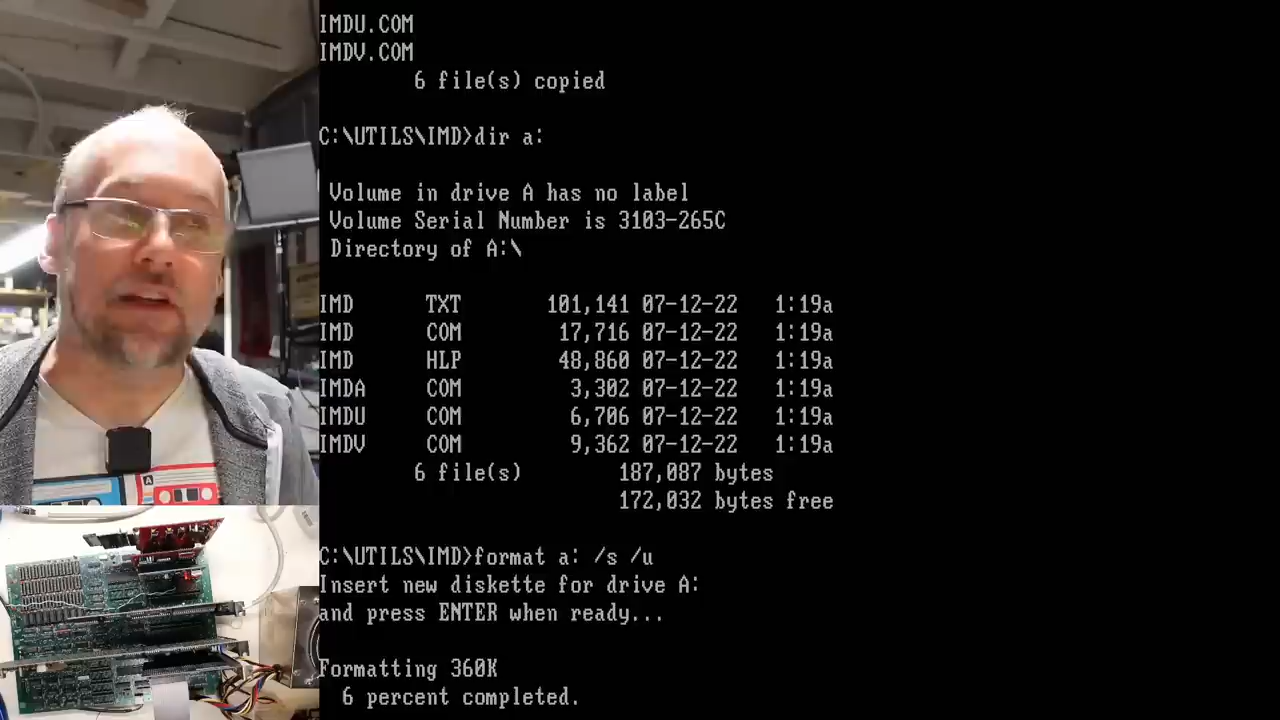 IMDU.COM
IMDV.COM
6 file(s) copied
C:\UTILS\IMD>dir a:
Volume in drive A has no label
Volume Serial Number is 3103-265C
Directory of A:\
IMD TXT 101,141 07-12-22 1:19a
IMD COM 17,716 07-12-22 1:19a
IMD HLP 48,860 07-12-22 1:19a
IMDA COM 3,302 07-12-22 1:19a
IMDU COM 6,706 07-12-22 1:19a
IMDV COM 9,362 07-12-22 1:19a
6 file(s) 187,087 bytes
172,032 bytes free
C:\UTILS\IMD>format a: /s /u
Insert new diskette for drive A:
and press ENTER when ready...
Formatting 360K
6 percent completed.
A